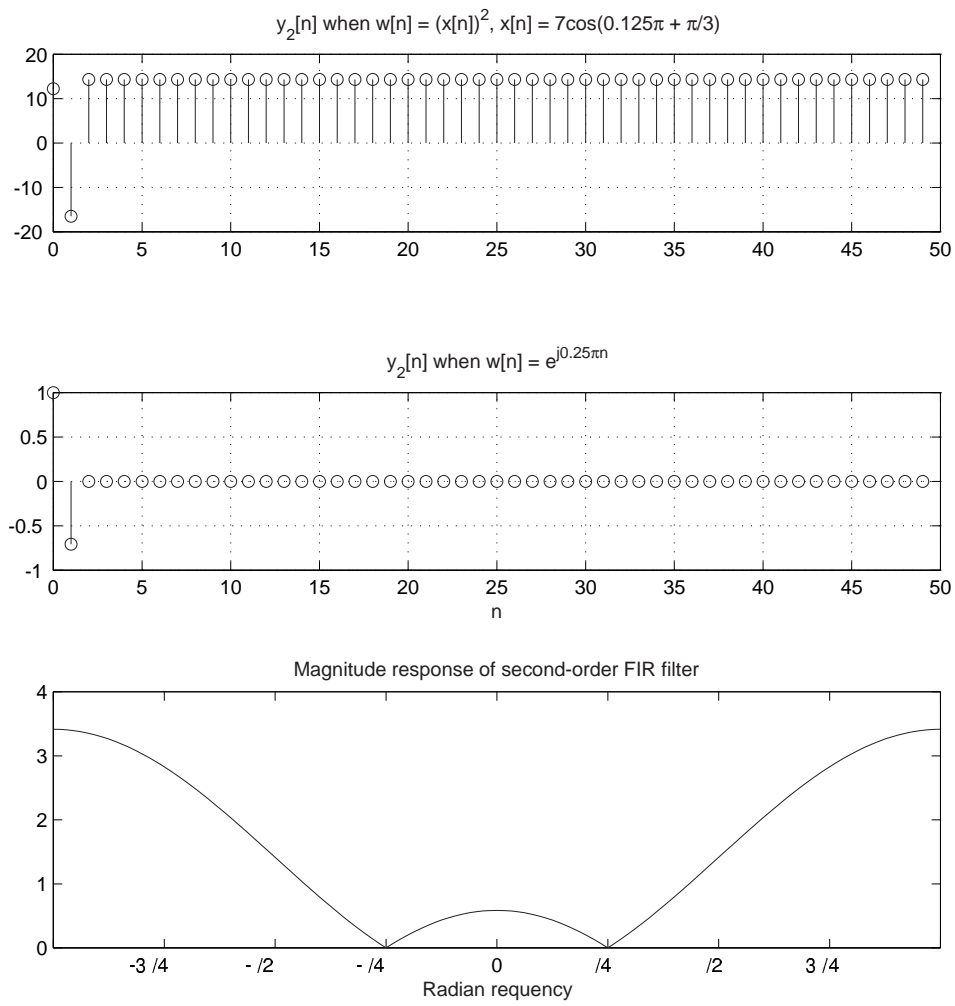 y₂[n] when w[n] = (x[n])², x[n] = 7cos(0.125π + π/3)
20
10
0
-10
-20
0 5 10 15 20 25 30 35 40 45 50
y₂[n] when w[n] = e^{j0.25πn}
1
0.5
0
-0.5
-1
0 5 10 15 20 25 30 35 40 45 50
n
Magnitude response of second-order FIR filter
4
3
2
1
0
-3 /4 - /2 - /4 0 /4 /2 3 /4
Radian requency